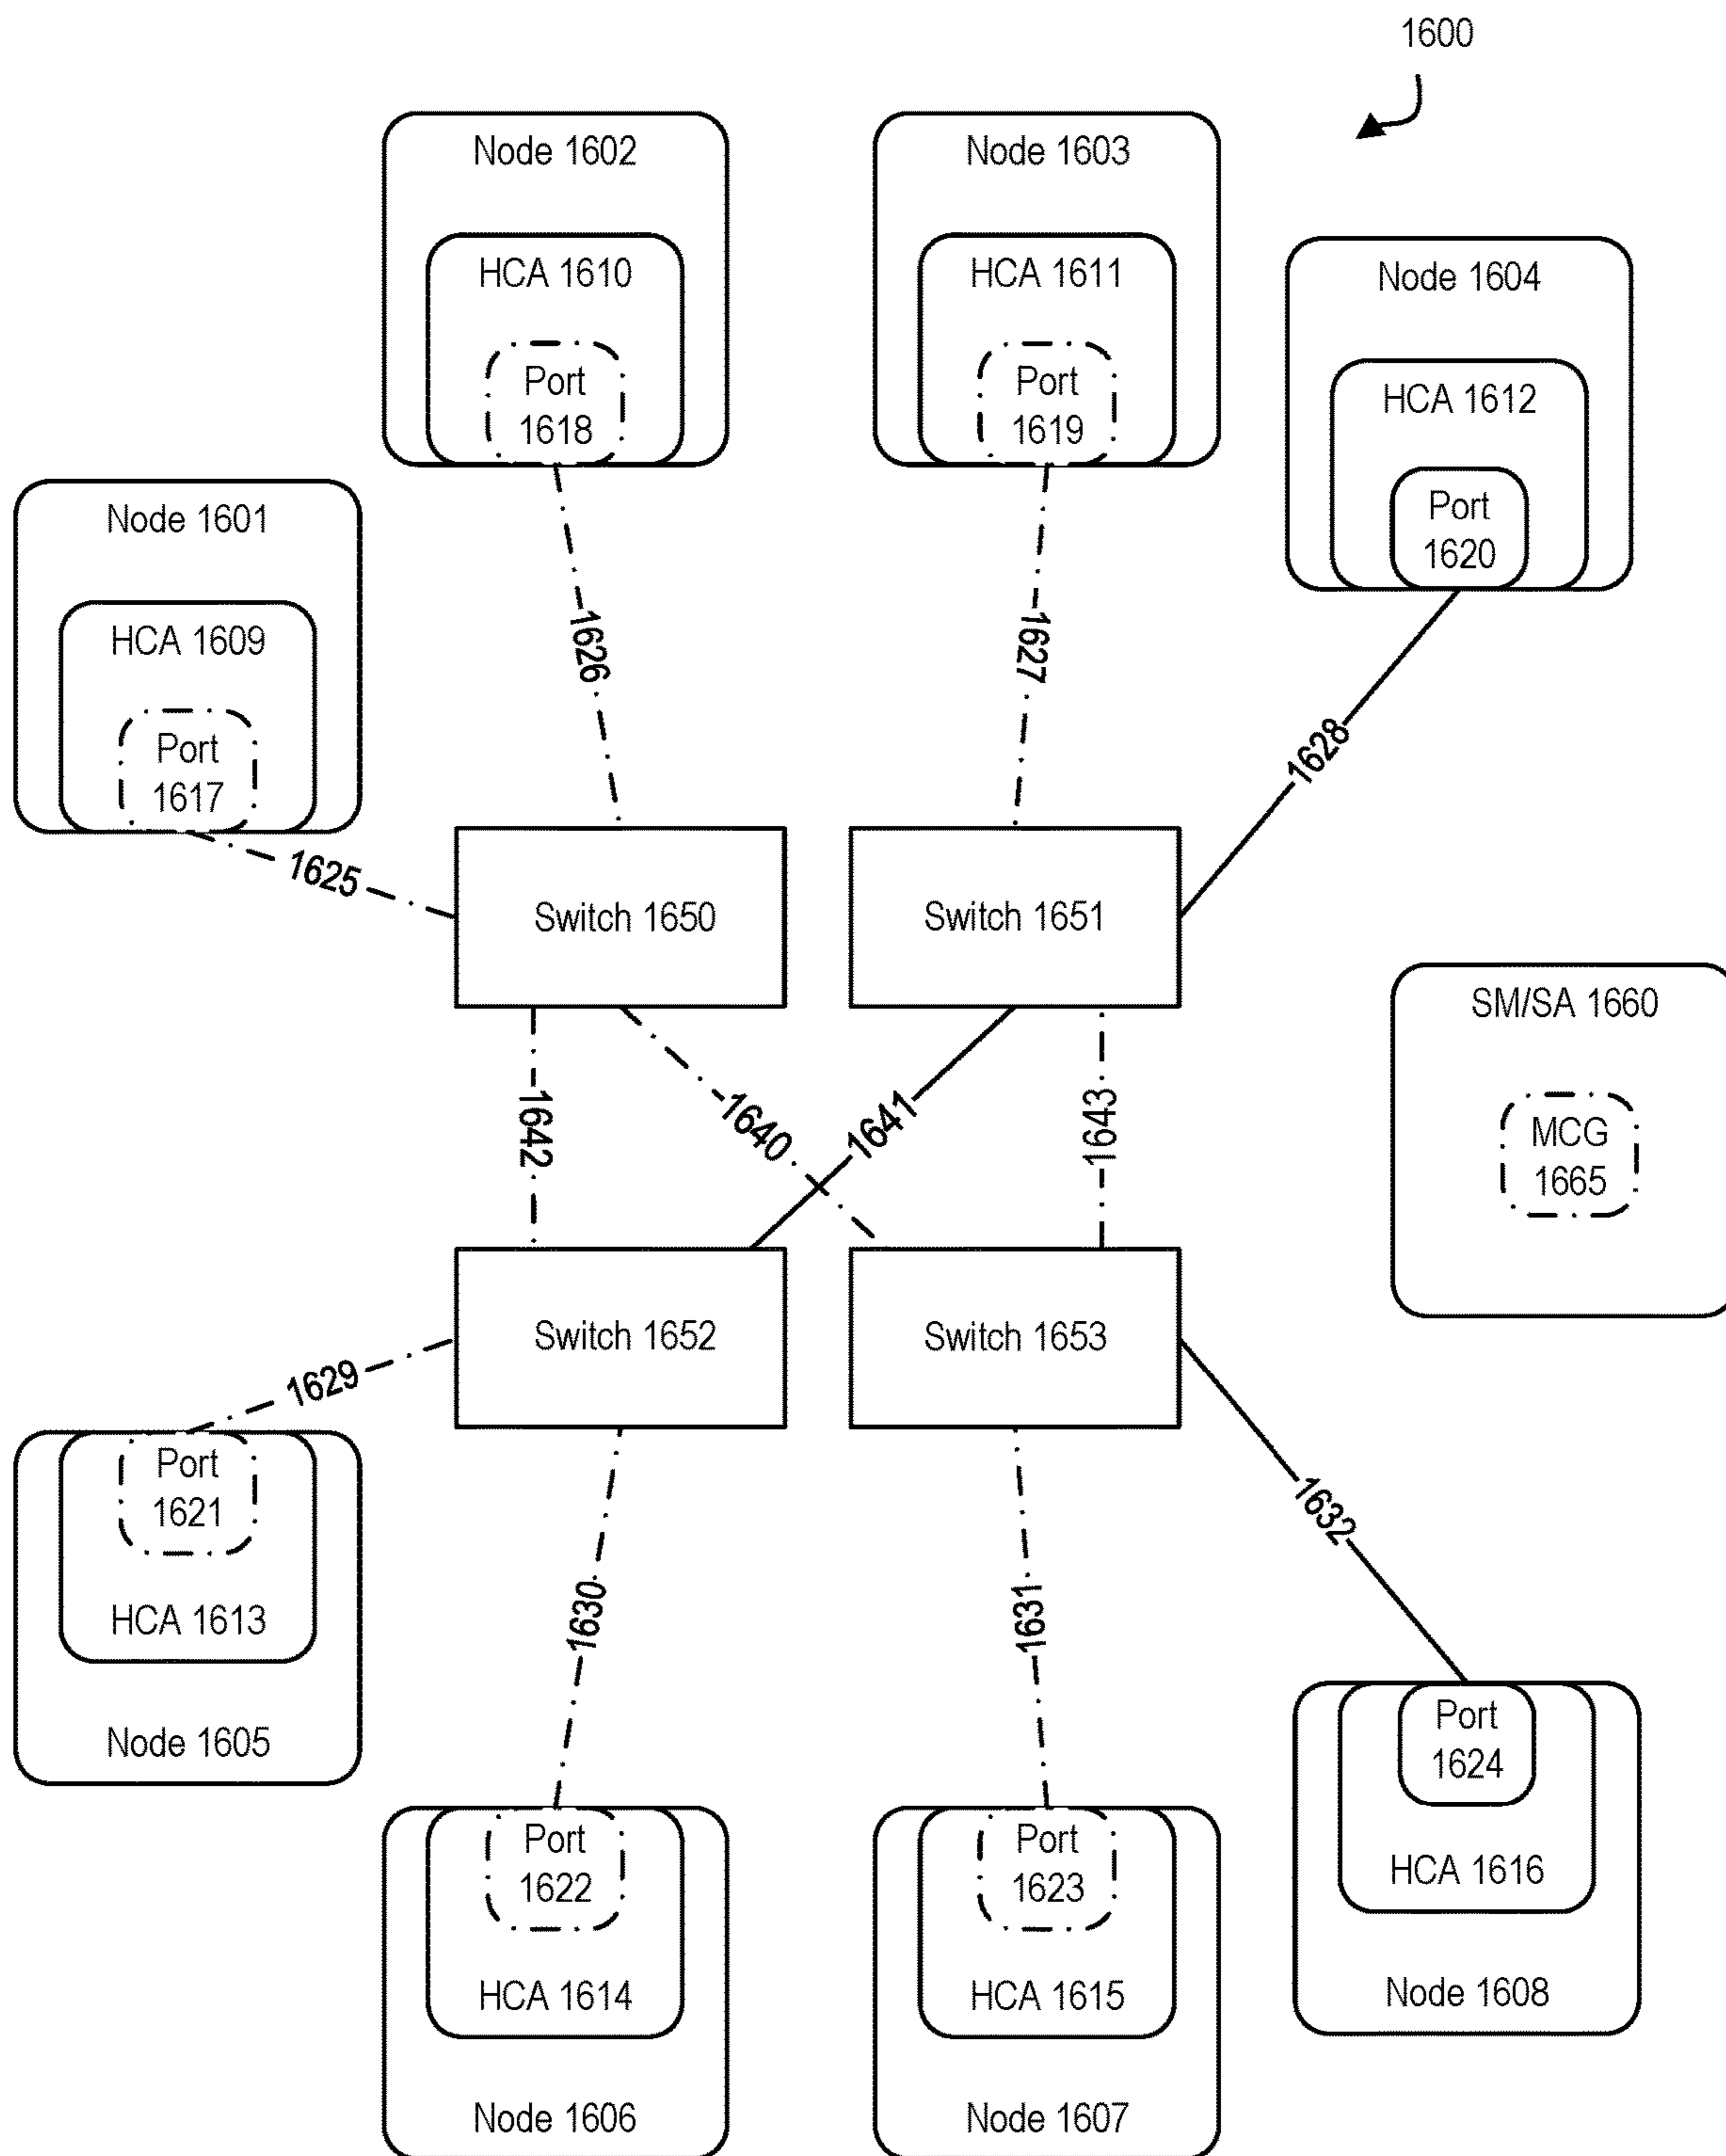 1600
Node 1602
HCA 1610
Port
1618
Node 1603
HCA 1611
Port
1619
Node 1604
HCA 1612
Port
1620
Node 1601
HCA 1609
Port
1617
1626
1627
1628
1625
Switch 1650
Switch 1651
SM/SA 1660
MCG
1665
1642
1640
1641
1643
Switch 1652
Switch 1653
1629
1630
1631
1632
Port
1621
HCA 1613
Node 1605
Port
1622
HCA 1614
Node 1606
Port
1623
HCA 1615
Node 1607
Port
1624
HCA 1616
Node 1608